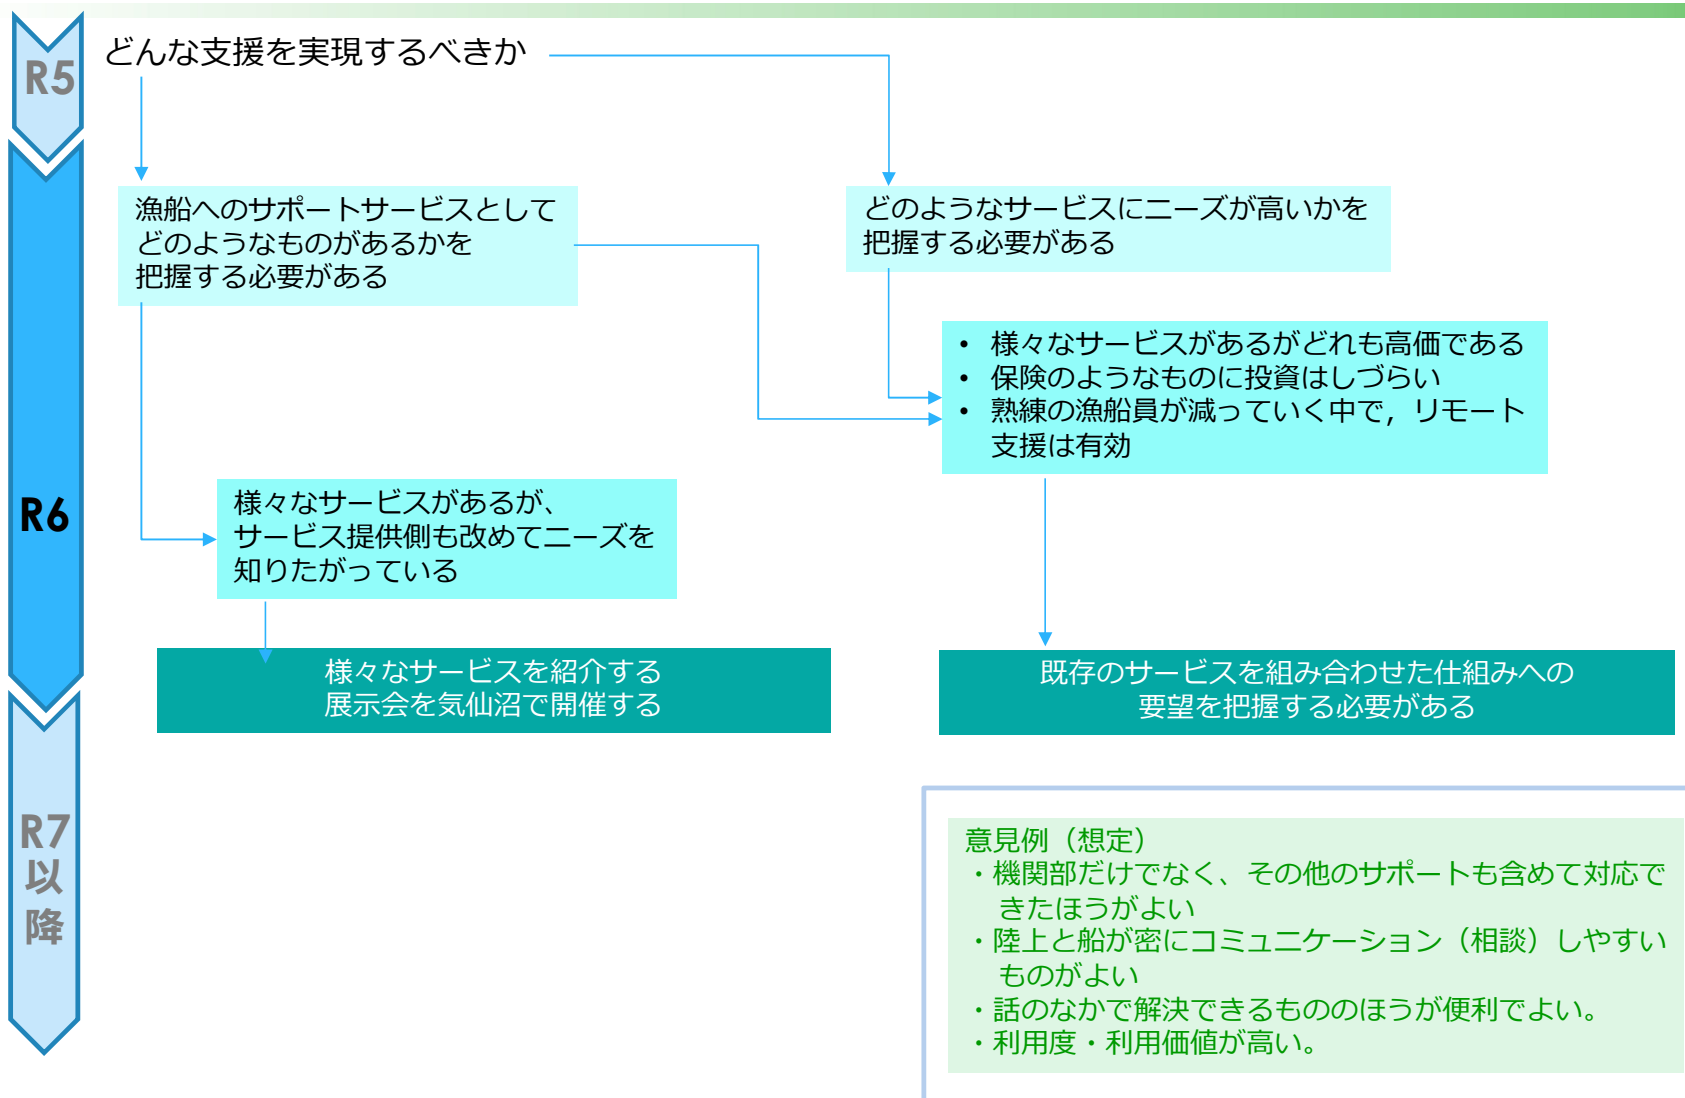 R5
どんな支援を実現するべきか
漁船へのサポートサービスとして
どのようなものがあるかを
把握する必要がある
どのようなサービスにニーズが高いかを
把握する必要がある
• 様々なサービスがあるがどれも高価である
• 保険のようなものに投資はしづらい
• 熟練の漁船員が減っていく中で，リモート
支援は有効
R6
様々なサービスがあるが、
サービス提供側も改めてニーズを
知りたがっている
様々なサービスを紹介する
展示会を気仙沼で開催する
既存のサービスを組み合わせた仕組みへの
要望を把握する必要がある
R7
以
降
意見例（想定）
・機関部だけでなく、その他のサポートも含めて対応で
きたほうがよい
・陸上と船が密にコミュニケーション（相談）しやすい
ものがよい
・話のなかで解決できるもののほうが便利でよい。
・利用度・利用価値が高い。